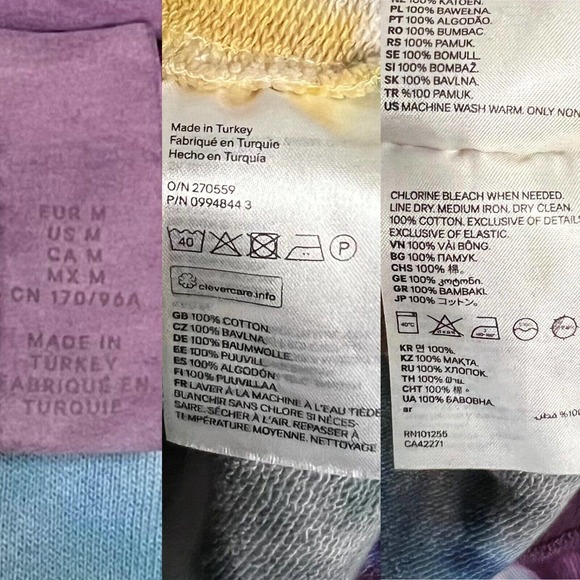 EUR M
US M
CA M
MX M
CN 170/96A
MADE IN
TURKEY
FABRIQUÉ EN
TURQUIE
Made in Turkey
Fabriqué en Turquie
Hecho en Turquía
O/N 270559
P/N 0994844 3
40
P
clevercare.info
GB 100% COTTON.
CZ 100% BAVLNA.
DE 100% BAUMWOLLE.
EE 100% PUUVILL.
ES 100% ALGODÓN.
FI 100% PUUVILLAA.
FR LAVER À LA MACHINE À L'EAU TIÈDE
BLANCHIR SANS CHLORE SI NÉCES-
SAIRE. SÉCHER À L'AIR. REPASSER À
TEMPÉRATURE MOYENNE. NETTOYAGE
NL 100% KATOEN.
PL 100% BAWEŁNA.
PT 100% ALGODÃO.
RO 100% BUMBAC.
RS 100% PAMUK.
SE 100% BOMULL.
SI 100% BOMBAŽ.
SK 100% BAVLNA.
TR %100 PAMUK.
US MACHINE WASH WARM. ONLY NON
CHLORINE BLEACH WHEN NEEDED.
LINE DRY. MEDIUM IRON. DRY CLEAN.
100% COTTON. EXCLUSIVE OF DETAIL
EXCLUSIVE OF ELASTIC.
VN 100% VẢI BÔNG.
BG 100% ПАМУК.
CHS 100% 棉。
GE 100% კოტონი.
GR 100% ΒΑΜΒΑΚΙ.
JP 100% コットン。
40°C
KR 면 100%.
KZ 100% МАҚТА.
RU 100% ХЛОПОК.
TH 100% ฝ้าย.
CHT 100% 棉。
UA 100% БАВОВНА.
ar
100% قطن
RN101255
CA42271